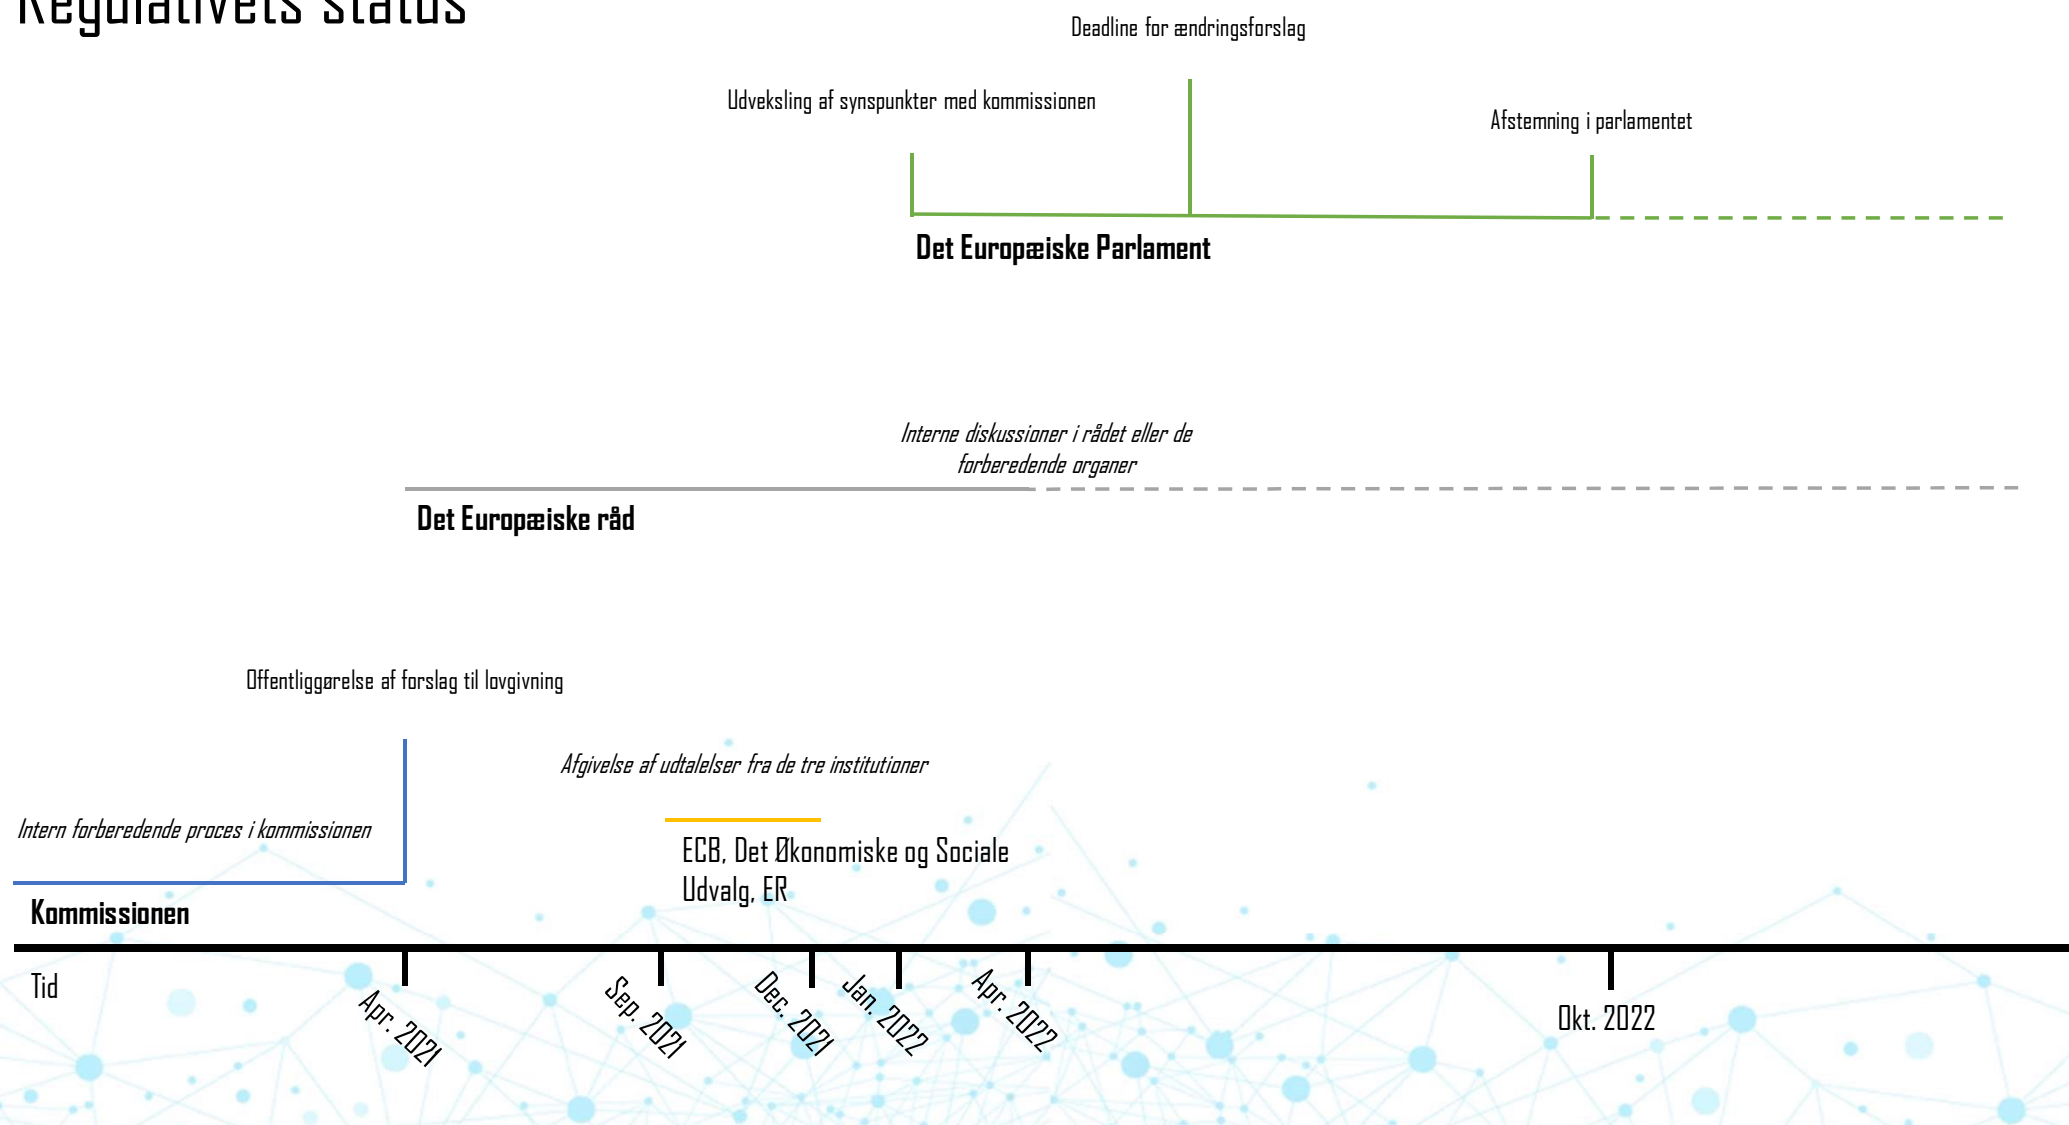 Regulativets status
Deadline for ændringsforslag
Udveksling af synspunkter med kommissionen
Afstemning i parlamentet
Det Europæiske Parlament
Interne diskussioner i rådet eller de
forberedende organer
Det Europæiske råd
Offentliggørelse af forslag til lovgivning
Afgivelse af udtalelser fra de tre institutioner
Intern forberedende proces i kommissionen
ECB, Det Økonomiske og Sociale
Udvalg, ER
Kommissionen
Tid
Apr. 2021
Sep. 2021
Dec. 2021
Jan. 2022
Apr. 2022
Okt. 2022